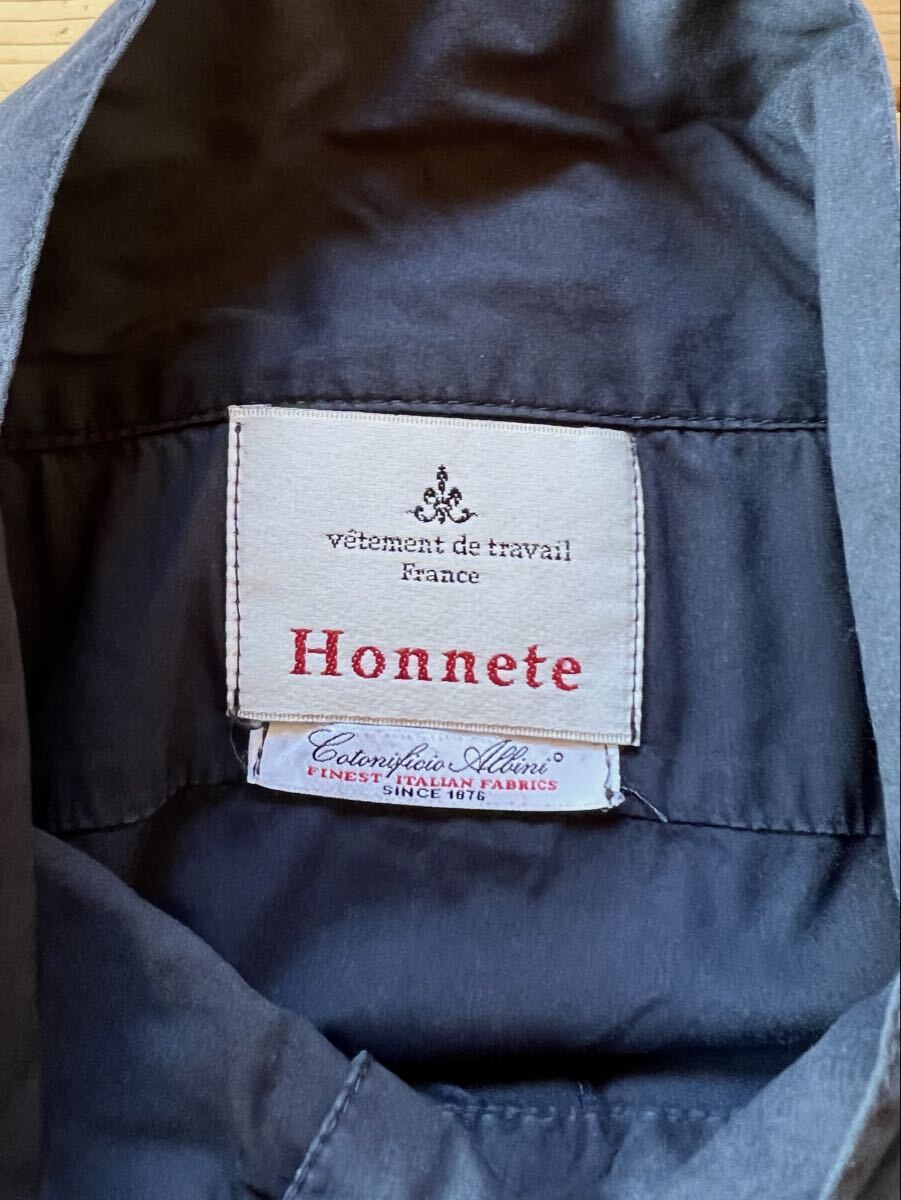 vêtement de travail
France
Honnete
Cotonificio Albini
FINEST ITALIAN FABRICS
SINCE 1876